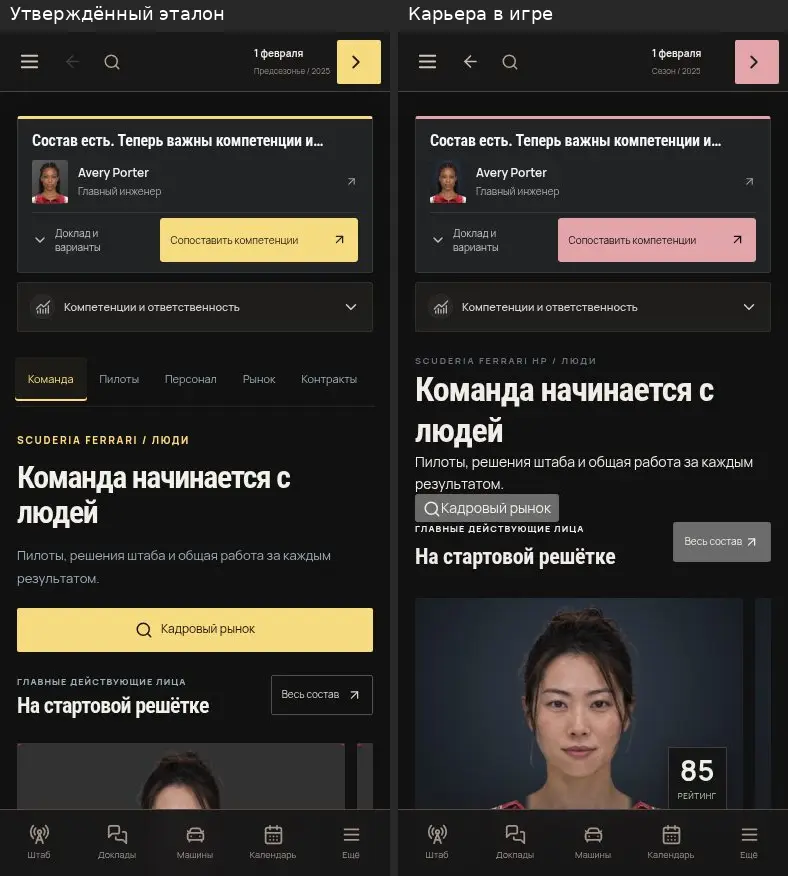 Утверждённый эталон
1 февраля
Предсезонье / 2025
Состав есть. Теперь важны компетенции и…
Avery Porter
Главный инженер
Доклад и
варианты
Сопоставить компетенции
Компетенции и ответственность
Команда
Пилоты
Персонал
Рынок
Контракты
SCUDERIA FERRARI / ЛЮДИ
Команда начинается с
людей
Пилоты, решения штаба и общая работа за каждым
результатом.
Кадровый рынок
ГЛАВНЫЕ ДЕЙСТВУЮЩИЕ ЛИЦА
На стартовой решётке
Весь состав
Штаб
Доклады
Машины
Календарь
Ещё
Карьера в игре
1 февраля
Сезон / 2025
Состав есть. Теперь важны компетенции и…
Avery Porter
Главный инженер
Доклад и
варианты
Сопоставить компетенции
Компетенции и ответственность
SCUDERIA FERRARI HP / ЛЮДИ
Команда начинается с
людей
Пилоты, решения штаба и общая работа за каждым
результатом.
Кадровый рынок
ГЛАВНЫЕ ДЕЙСТВУЮЩИЕ ЛИЦА
На стартовой решётке
Весь состав
85
РЕЙТИНГ
Штаб
Доклады
Машины
Календарь
Ещё